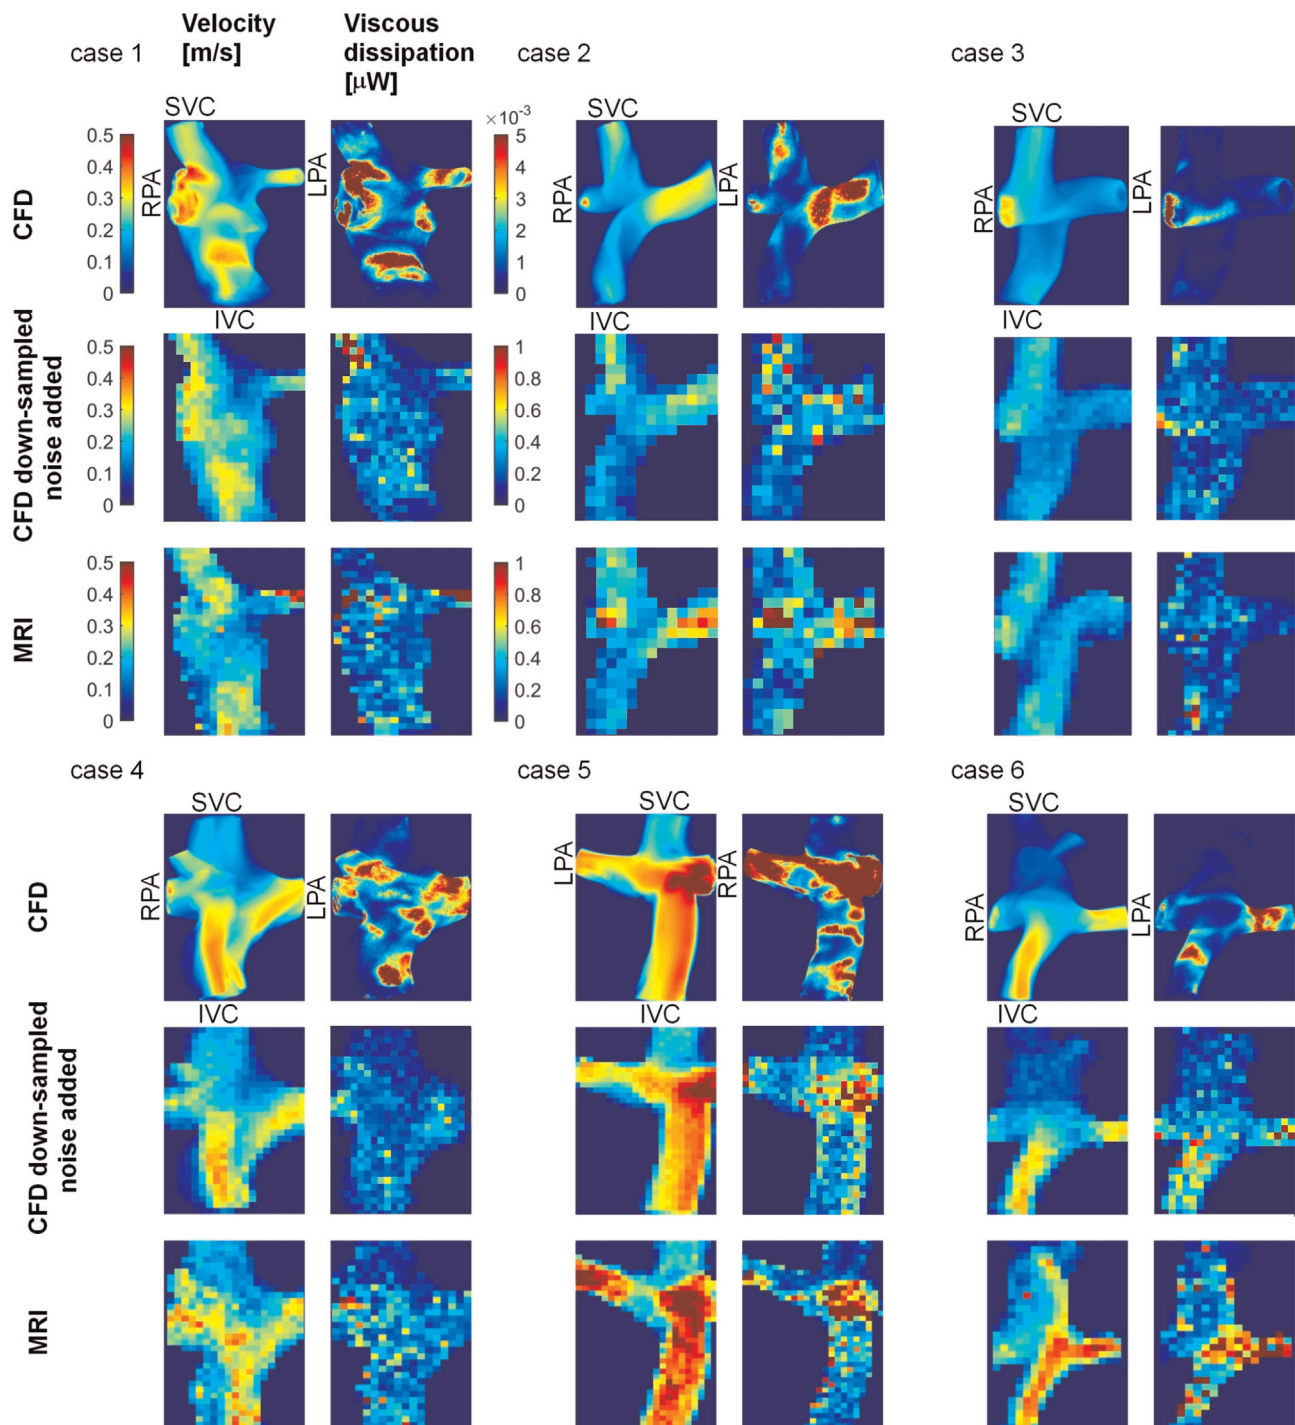 case 1
Velocity
[m/s]
Viscous
dissipation
[μW]
case 2
case 3
SVC
×10⁻³
SVC
SVC
CFD
0.5
0.4
0.3
0.2
0.1
0
RPA
LPA
5
4
3
2
1
0
RPA
LPA
RPA
LPA
IVC
IVC
IVC
CFD down-sampled
noise added
0.5
0.4
0.3
0.2
0.1
0
1
0.8
0.6
0.4
0.2
0
MRI
0.5
0.4
0.3
0.2
0.1
0
1
0.8
0.6
0.4
0.2
0
case 4
case 5
case 6
SVC
SVC
SVC
CFD
RPA
LPA
LPA
RPA
RPA
LPA
IVC
IVC
IVC
CFD down-sampled
noise added
MRI